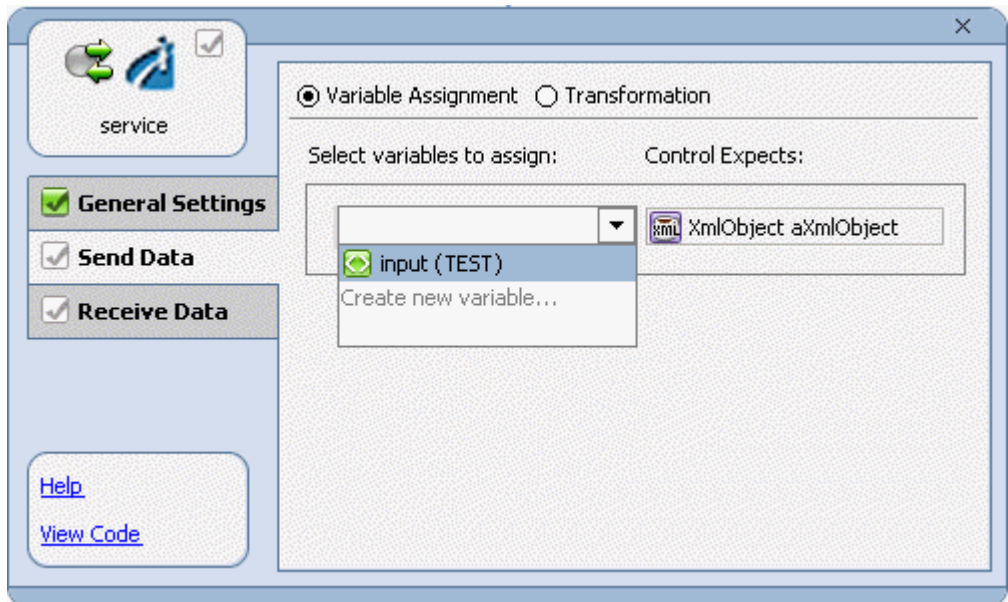 service
General Settings
Send Data
Receive Data
Help
View Code
Variable Assignment Transformation
Select variables to assign: Control Expects:
XmlObject aXmlObject
input (TEST)
Create new variable...